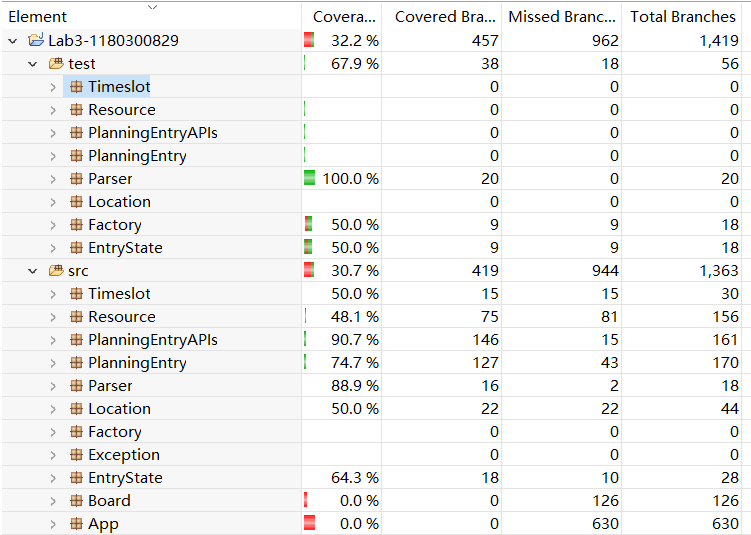 Element Covera... Covered Bra... Missed Branc... Total Branches
Lab3-1180300829 32.2 % 457 962 1,419
test 67.9 % 38 18 56
Timeslot 0 0 0
Resource 0 0 0
PlanningEntryAPIs 0 0 0
PlanningEntry 0 0 0
Parser 100.0 % 20 0 20
Location 0 0 0
Factory 50.0 % 9 9 18
EntryState 50.0 % 9 9 18
src 30.7 % 419 944 1,363
Timeslot 50.0 % 15 15 30
Resource 48.1 % 75 81 156
PlanningEntryAPIs 90.7 % 146 15 161
PlanningEntry 74.7 % 127 43 170
Parser 88.9 % 16 2 18
Location 50.0 % 22 22 44
Factory 0 0 0
Exception 0 0 0
EntryState 64.3 % 18 10 28
Board 0.0 % 0 126 126
App 0.0 % 0 630 630